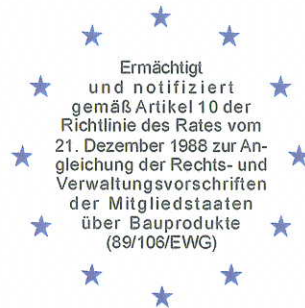 Ermächtigt
und notifiziert
gemäß Artikel 10 der
Richtlinie des Rates vom
21. Dezember 1988 zur An-
gleichung der Rechts- und
Verwaltungsvorschriften
der Mitgliedstaaten
über Bauprodukte
(89/106/EWG)